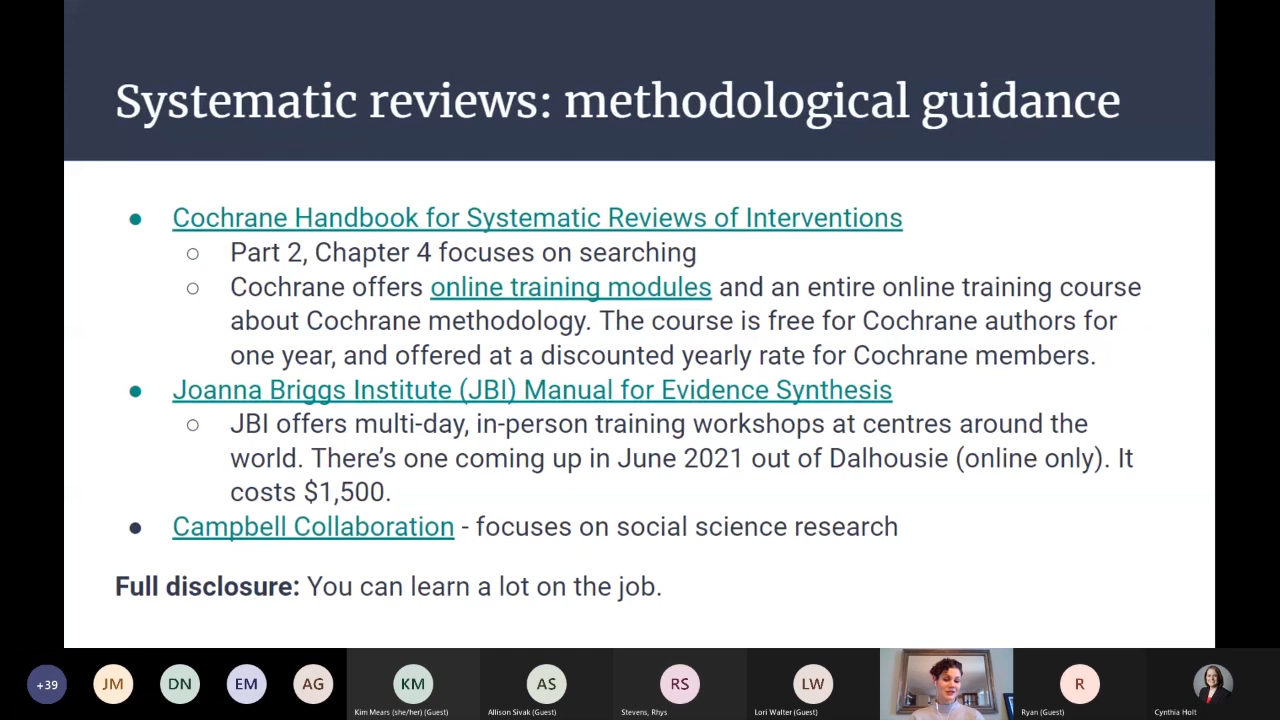 Systematic reviews: methodological guidance
● Cochrane Handbook for Systematic Reviews of Interventions
○ Part 2, Chapter 4 focuses on searching
○ Cochrane offers online training modules and an entire online training course
about Cochrane methodology. The course is free for Cochrane authors for
one year, and offered at a discounted yearly rate for Cochrane members.
● Joanna Briggs Institute (JBI) Manual for Evidence Synthesis
○ JBI offers multi-day, in-person training workshops at centres around the
world. There’s one coming up in June 2021 out of Dalhousie (online only). It
costs $1,500.
● Campbell Collaboration - focuses on social science research
Full disclosure: You can learn a lot on the job.
+39 JM DN EM AG KM AS RS LW R
Kim Mears (she/her) (Guest) Allison Sivak (Guest) Stevens, Rhys Lori Walter (Guest) Ryan (Guest) Cynthia Holt